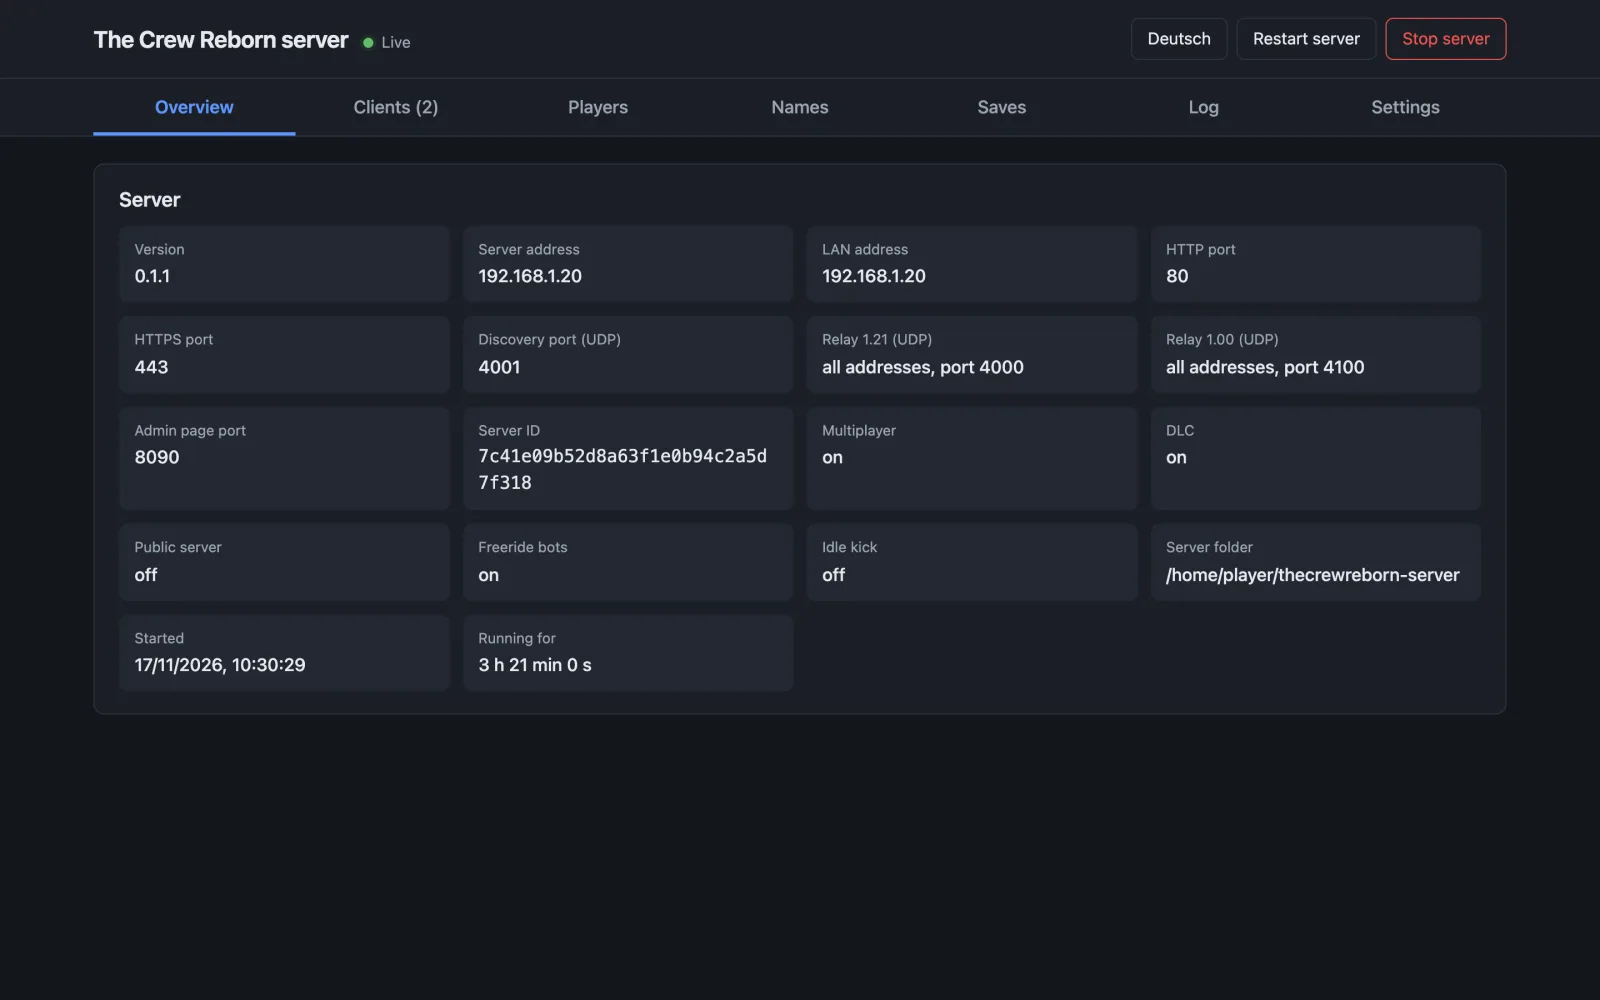 The Crew Reborn server
Live
Deutsch
Restart server
Stop server
Overview
Clients (2)
Players
Names
Saves
Log
Settings
Server
Version
0.1.1
Server address
192.168.1.20
LAN address
192.168.1.20
HTTP port
80
HTTPS port
443
Discovery port (UDP)
4001
Relay 1.21 (UDP)
all addresses, port 4000
Relay 1.00 (UDP)
all addresses, port 4100
Admin page port
8090
Server ID
7c41e09b52d8a63f1e0b94c2a5d
7f318
Multiplayer
on
DLC
on
Public server
off
Freeride bots
on
Idle kick
off
Server folder
/home/player/thecrewreborn-server
Started
17/11/2026, 10:30:29
Running for
3 h 21 min 0 s